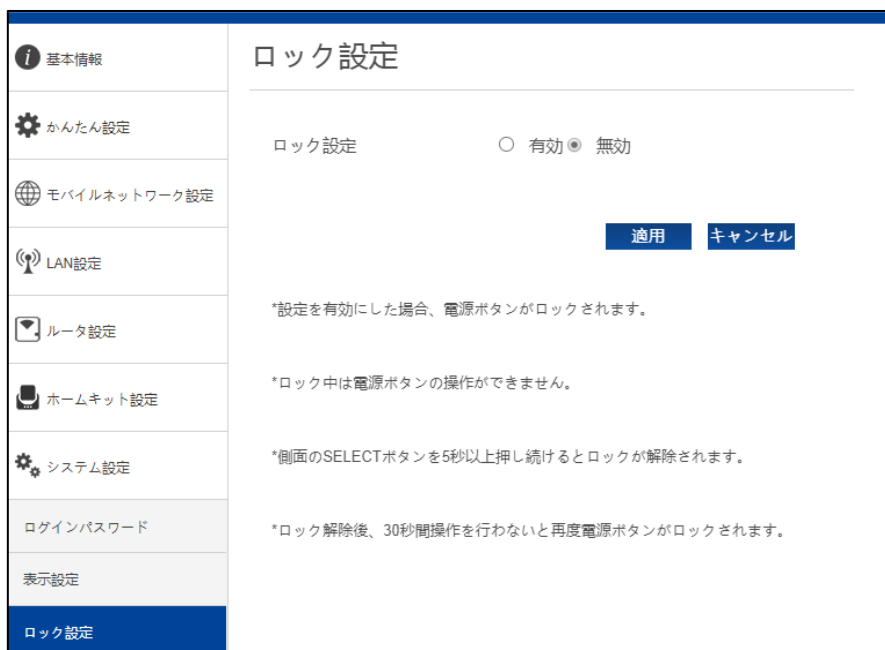 基本情報
かんたん設定
モバイルネットワーク設定
LAN設定
ルータ設定
ホームキット設定
システム設定
ログインパスワード
表示設定
ロック設定
ロック設定
ロック設定 有効 無効
適用 キャンセル
*設定を有効にした場合、電源ボタンがロックされます。
*ロック中は電源ボタンの操作ができません。
*側面のSELECTボタンを5秒以上押し続けるとロックが解除されます。
*ロック解除後、30秒間操作を行わないと再度電源ボタンがロックされます。